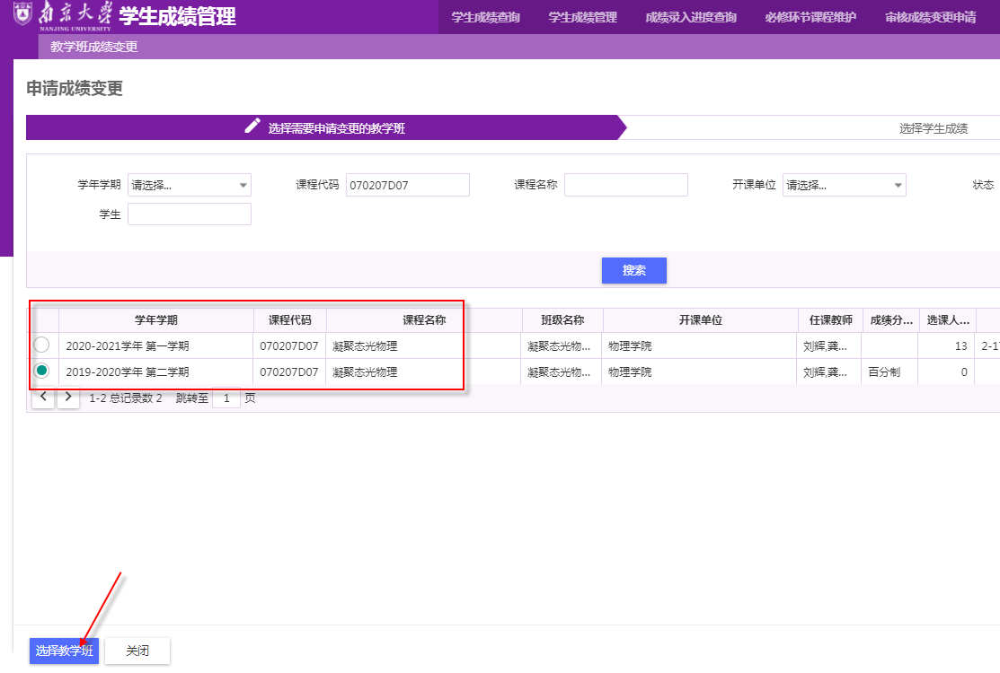 南京大学 学生成绩管理 学生成绩查询 学生成绩管理 成绩录入进度查询 必修环节课程维护 审核成绩变更申请
NANJING UNIVERSITY
教学班成绩变更
申请成绩变更
选择需要申请变更的教学班 选择学生成绩
学年学期 请选择... 课程代码 070207D07 课程名称 开课单位 请选择... 状态
学生
搜索
学年学期 课程代码 课程名称 班级名称 开课单位 任课教师 成绩分... 选课人...
2020-2021学年 第一学期 070207D07 凝聚态光物理 凝聚态光物... 物理学院 刘辉,龚... 13 2-17
2019-2020学年 第二学期 070207D07 凝聚态光物理 凝聚态光物... 物理学院 刘辉,龚... 百分制 0
1-2 总记录数 2 跳转至 1 页
选择教学班 关闭